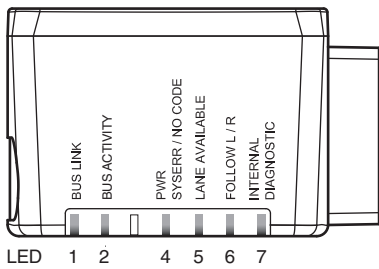 BUS LINK
BUS ACTIVITY
PWR
SYSERR / NO CODE
LANE AVAILABLE
FOLLOW L / R
INTERNAL
DIAGNOSTIC
LED 1 2 4 5 6 7